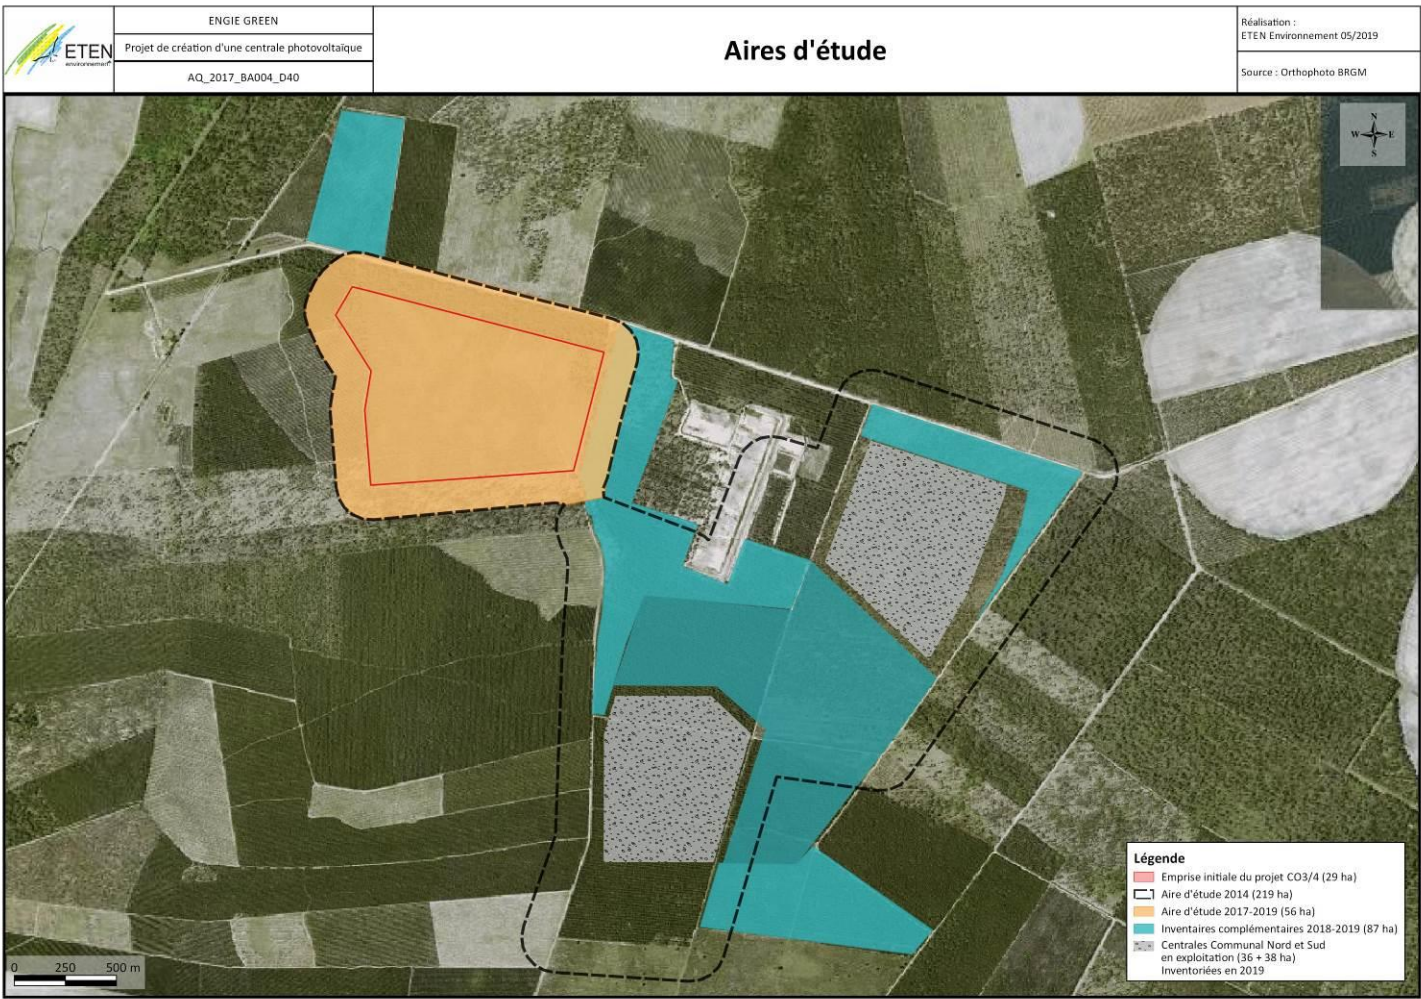 ETEN
environnement
ENGIE GREEN
Projet de création d'une centrale photovoltaïque
AQ_2017_BA004_D40
Aires d'étude
Réalisation :
ETEN Environnement 05/2019
Source : Orthophoto BRGM
N
W E
S
Légende
Emprise initiale du projet CO3/4 (29 ha)
Aire d'étude 2014 (219 ha)
Aire d'étude 2017-2019 (56 ha)
Inventaires complémentaires 2018-2019 (87 ha)
Centrales Communal Nord et Sud
en exploitation (36 + 38 ha)
Inventoriées en 2019
0 250 500 m